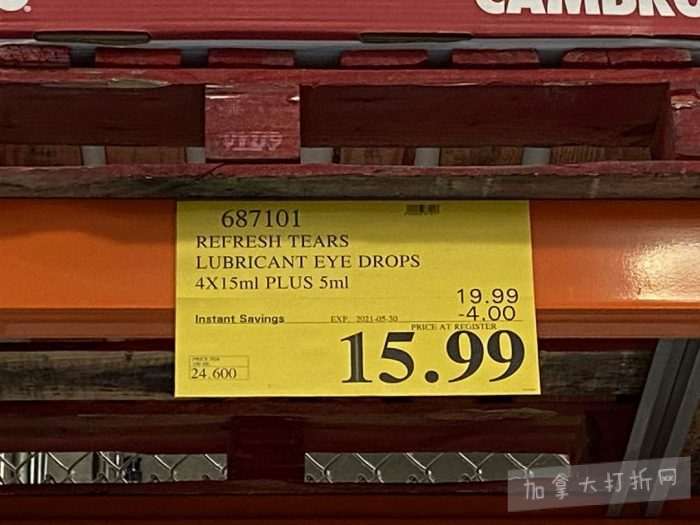 CAMBRO
687101
REFRESH TEARS
LUBRICANT EYE DROPS
4X15ml PLUS 5ml
19.99
Instant Savings EXP. 2021-05-30 -4.00
PRICE AT REGISTER
15.99
24.600
加拿大打折网